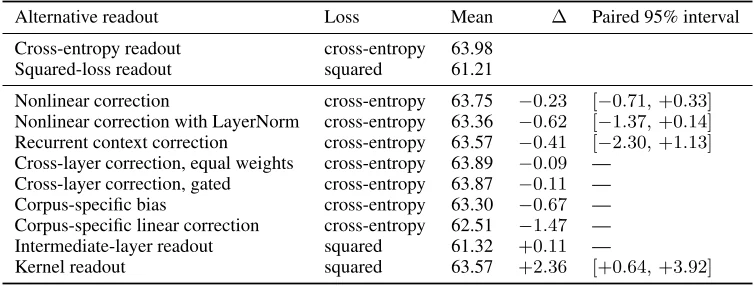 Alternative readout Loss Mean Δ Paired 95% interval
Cross-entropy readout cross-entropy 63.98
Squared-loss readout squared 61.21
Nonlinear correction cross-entropy 63.75 −0.23 [−0.71, +0.33]
Nonlinear correction with LayerNorm cross-entropy 63.36 −0.62 [−1.37, +0.14]
Recurrent context correction cross-entropy 63.57 −0.41 [−2.30, +1.13]
Cross-layer correction, equal weights cross-entropy 63.89 −0.09 —
Cross-layer correction, gated cross-entropy 63.87 −0.11 —
Corpus-specific bias cross-entropy 63.30 −0.67 —
Corpus-specific linear correction cross-entropy 62.51 −1.47 —
Intermediate-layer readout squared 61.32 +0.11 —
Kernel readout squared 63.57 +2.36 [+0.64, +3.92]